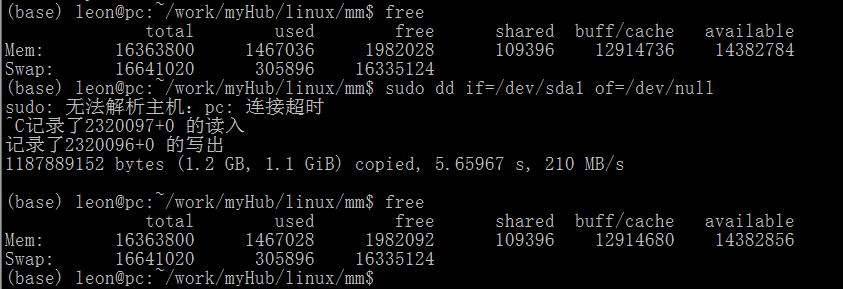 (base) leon@pc:~/work/myHub/linux/mm$ free
              total        used        free      shared  buff/cache   available
Mem:       16363800     1467036     1982028      109396    12914736    14382784
Swap:      16641020      305896    16335124
(base) leon@pc:~/work/myHub/linux/mm$ sudo dd if=/dev/sda1 of=/dev/null
sudo: 无法解析主机：pc: 连接超时
^C记录了2320097+0 的读入
记录了2320096+0 的写出
1187889152 bytes (1.2 GB, 1.1 GiB) copied, 5.65967 s, 210 MB/s
(base) leon@pc:~/work/myHub/linux/mm$ free
              total        used        free      shared  buff/cache   available
Mem:       16363800     1467028     1982092      109396    12914680    14382856
Swap:      16641020      305896    16335124
(base) leon@pc:~/work/myHub/linux/mm$